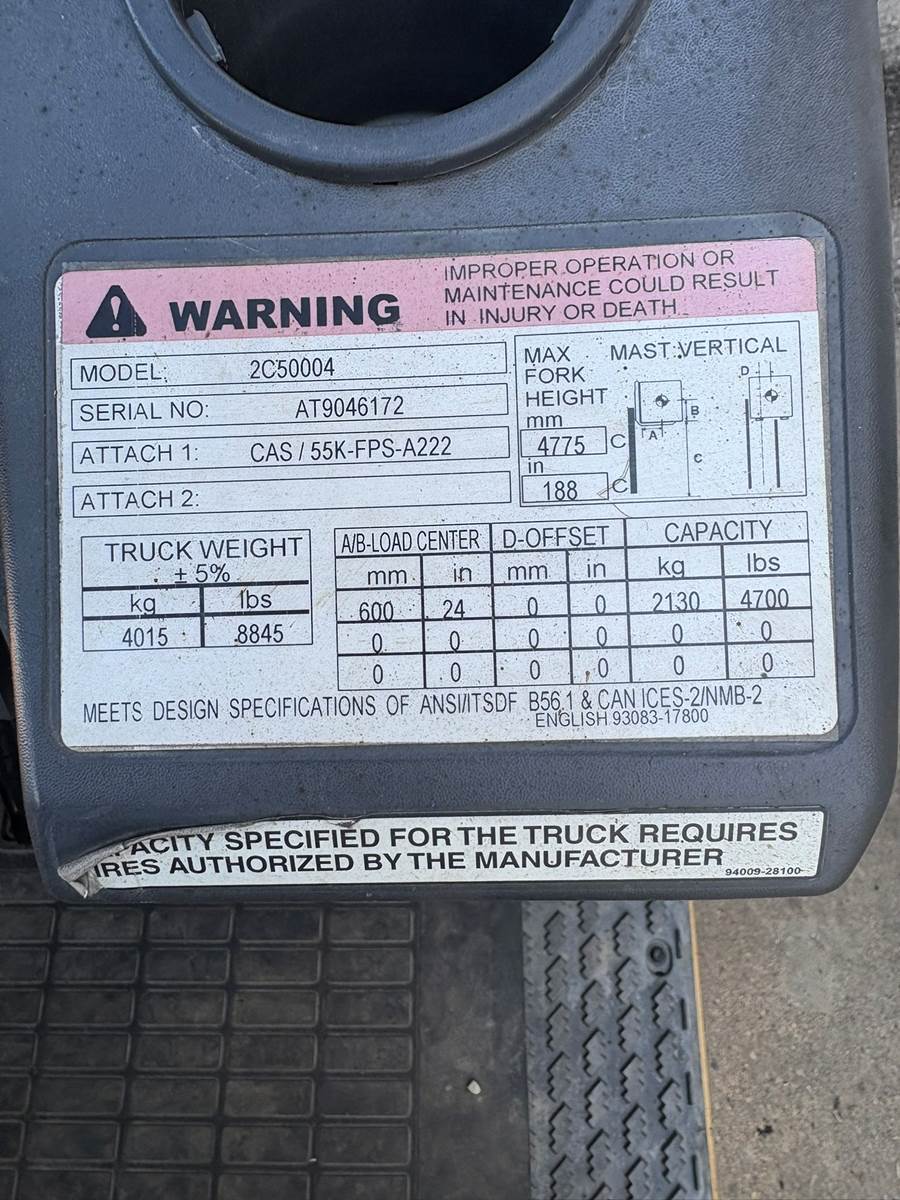 WARNING
IMPROPER OPERATION OR
MAINTENANCE COULD RESULT
IN INJURY OR DEATH
MODEL: 2C50004
SERIAL NO: AT9046172
ATTACH 1: CAS / 55K-FPS-A222
ATTACH 2:
MAX FORK HEIGHT
MAST:VERTICAL
mm
4775 C
in
188 C
A
B
C
D
TRUCK WEIGHT
± 5%
kg lbs
4015 8845
A/B-LOAD CENTER D-OFFSET CAPACITY
mm in mm in kg lbs
600 24 0 0 2130 4700
0 0 0 0 0 0
0 0 0 0 0 0
MEETS DESIGN SPECIFICATIONS OF ANSI/ITSDF B56.1 & CAN ICES-2/NMB-2
ENGLISH 93083-17800
ACITY SPECIFIED FOR THE TRUCK REQUIRES
IRES AUTHORIZED BY THE MANUFACTURER
94009-28100